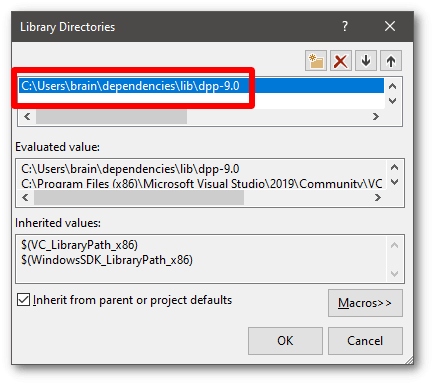 Library Directories
C:\Users\brain\dependencies\lib\dpp-9.0
Evaluated value:
C:\Users\brain\dependencies\lib\dpp-9.0
C:\Program Files (x86)\Microsoft Visual Studio\2019\Community\VC
Inherited values:
$(VC_LibraryPath_x86)
$(WindowsSDK_LibraryPath_x86)
Inherit from parent or project defaults
Macros>>
OK
Cancel